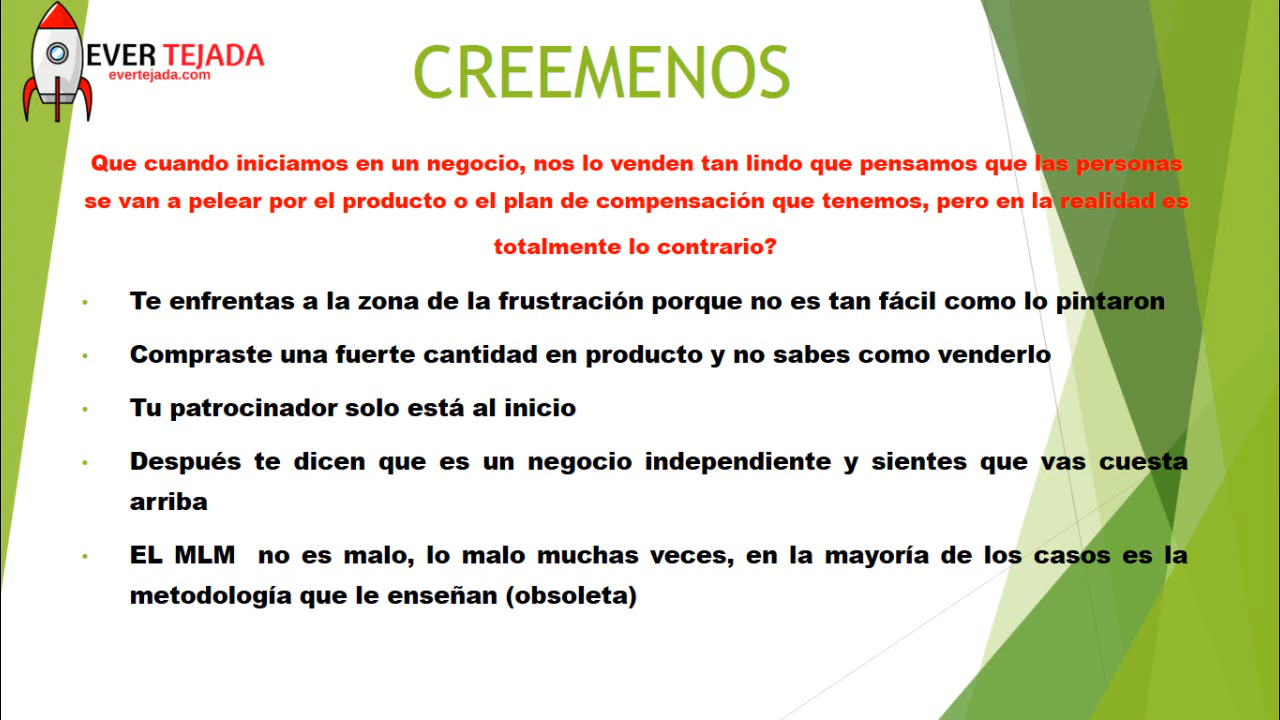 EVER TEJADA
evertejada.com
CREEMENOS
Que cuando iniciamos en un negocio, nos lo venden tan lindo que pensamos que las personas
se van a pelear por el producto o el plan de compensación que tenemos, pero en la realidad es
totalmente lo contrario?
• Te enfrentas a la zona de la frustración porque no es tan fácil como lo pintaron
• Compraste una fuerte cantidad en producto y no sabes como venderlo
• Tu patrocinador solo está al inicio
• Después te dicen que es un negocio independiente y sientes que vas cuesta
arriba
• EL MLM no es malo, lo malo muchas veces, en la mayoría de los casos es la
metodología que le enseñan (obsoleta)